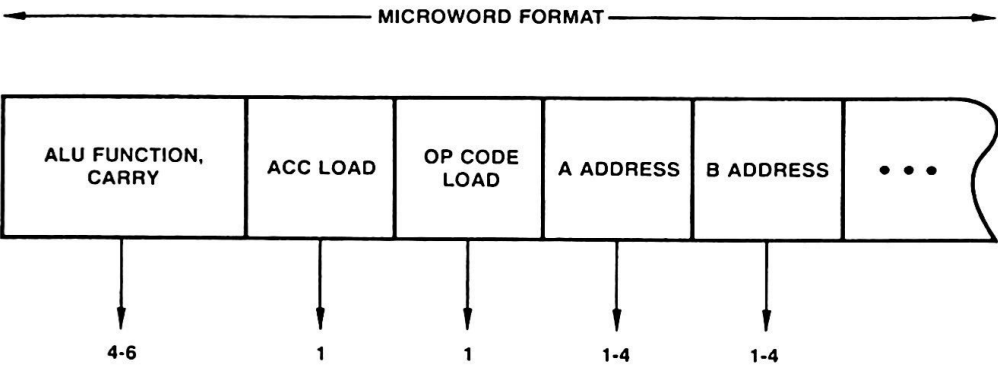 MICROWORD FORMAT
ALU FUNCTION,
CARRY
ACC LOAD
OP CODE
LOAD
A ADDRESS
B ADDRESS
• • •
4-6
1
1
1-4
1-4